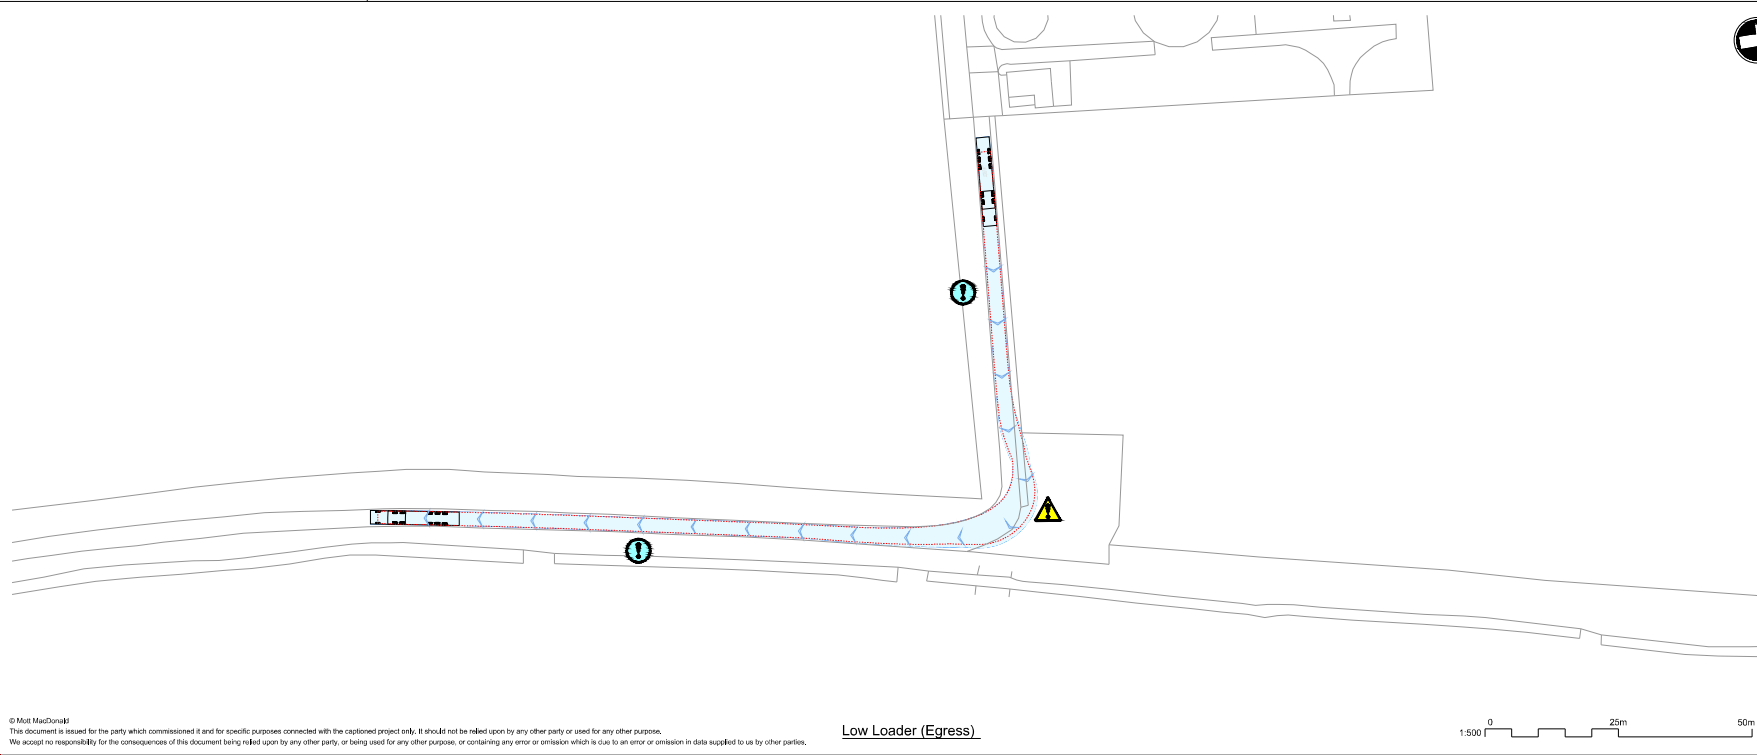 © Mott MacDonald
This document is issued for the party which commissioned it and for specific purposes connected with the captioned project only. It should not be relied upon by any other party or used for any other purpose.
We accept no responsibility for the consequences of this document being relied upon by any other party, or being used for any other purpose, or containing any error or omission which is due to an error or omission in data supplied to us by other parties.
Low Loader (Egress)
0 25m 50m
1:500